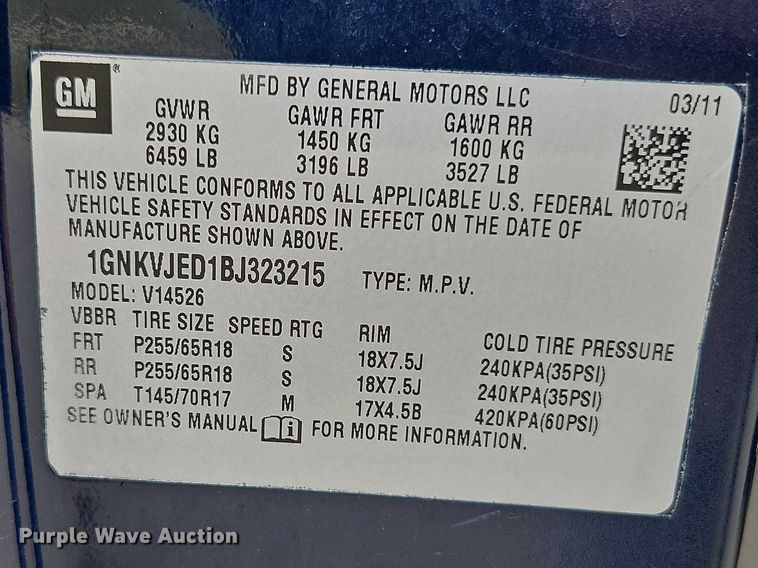 GM®
MFD BY GENERAL MOTORS LLC
03/11
GVWR GAWR FRT GAWR RR
2930 KG 1450 KG 1600 KG
6459 LB 3196 LB 3527 LB
THIS VEHICLE CONFORMS TO ALL APPLICABLE U.S. FEDERAL MOTOR
VEHICLE SAFETY STANDARDS IN EFFECT ON THE DATE OF
MANUFACTURE SHOWN ABOVE.
1GNKVJED1BJ323215 TYPE: M.P.V.
MODEL: V14526
VBBR TIRE SIZE SPEED RTG RIM COLD TIRE PRESSURE
FRT P255/65R18 S 18X7.5J 240KPA(35PSI)
RR P255/65R18 S 18X7.5J 240KPA(35PSI)
SPA T145/70R17 M 17X4.5B 420KPA(60PSI)
SEE OWNER'S MANUAL i FOR MORE INFORMATION.
Purple Wave Auction